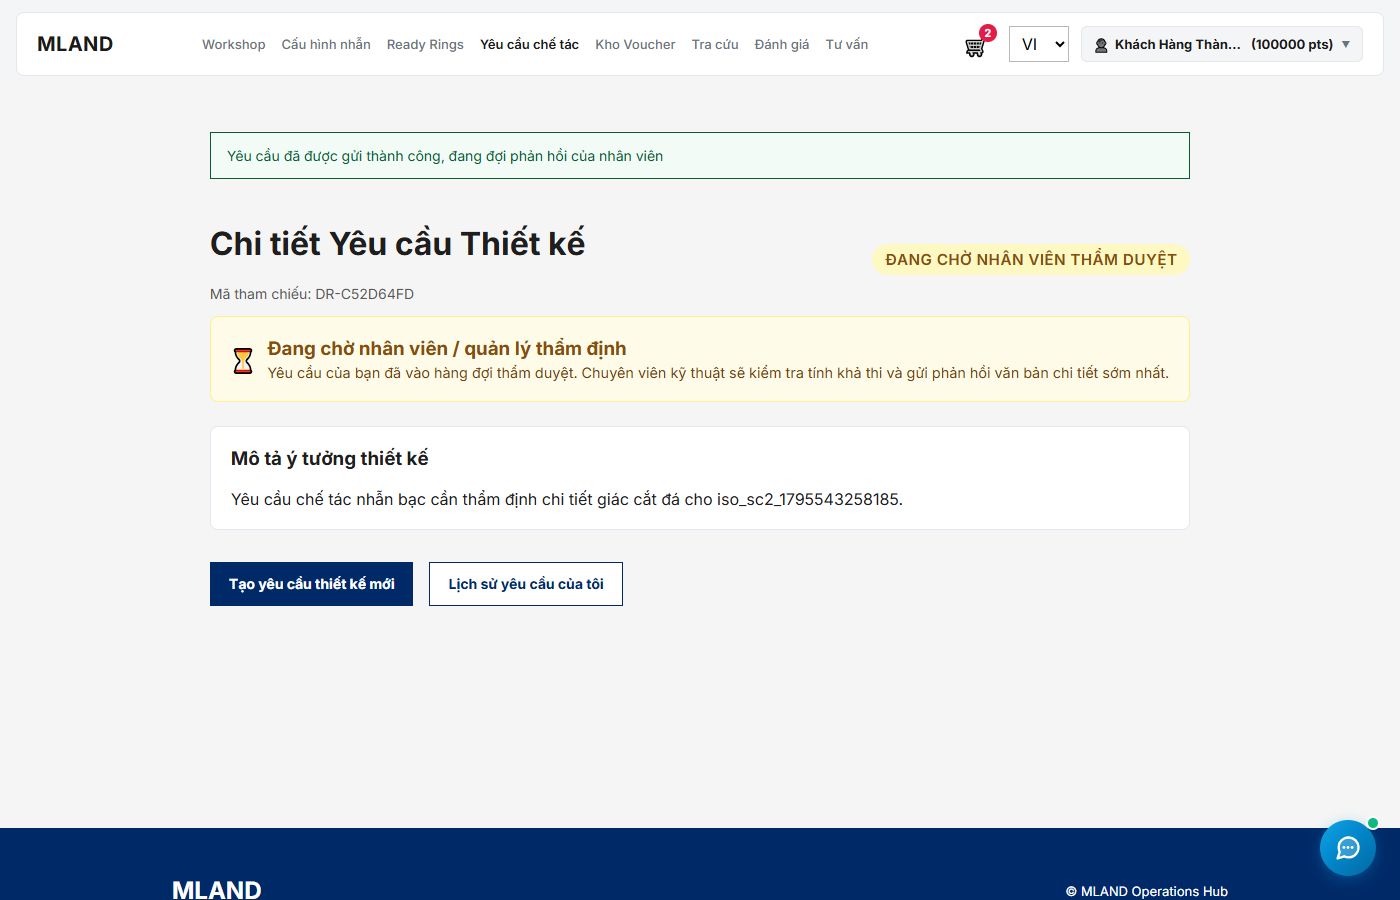 MLAND
Workshop Cấu hình nhẫn Ready Rings Yêu cầu chế tác Kho Voucher Tra cứu Đánh giá Tư vấn
2
VI
Khách Hàng Thàn... (100000 pts) ▼
Yêu cầu đã được gửi thành công, đang đợi phản hồi của nhân viên
Chi tiết Yêu cầu Thiết kế
ĐANG CHỜ NHÂN VIÊN THẨM DUYỆT
Mã tham chiếu: DR-C52D64FD
Đang chờ nhân viên / quản lý thẩm định
Yêu cầu của bạn đã vào hàng đợi thẩm duyệt. Chuyên viên kỹ thuật sẽ kiểm tra tính khả thi và gửi phản hồi văn bản chi tiết sớm nhất.
Mô tả ý tưởng thiết kế
Yêu cầu chế tác nhẫn bạc cần thẩm định chi tiết giác cắt đá cho iso_sc2_1795543258185.
Tạo yêu cầu thiết kế mới
Lịch sử yêu cầu của tôi
MLAND
© MLAND Operations Hub